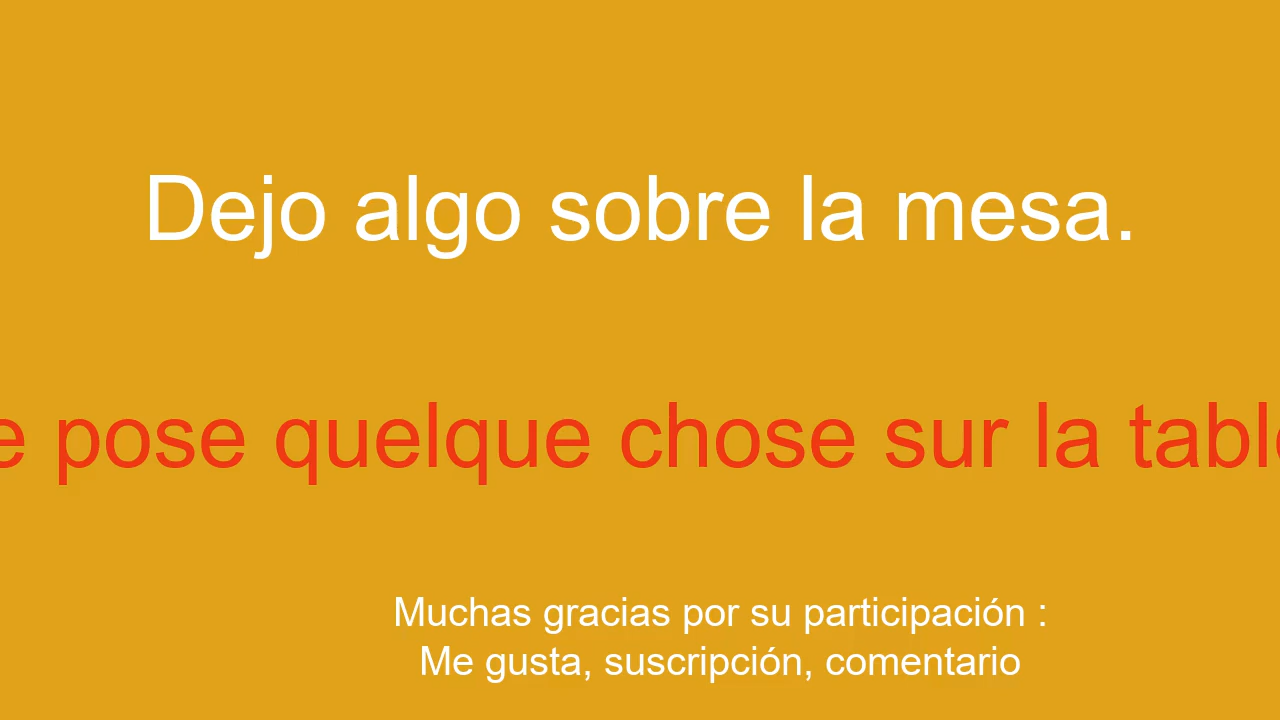 Dejo algo sobre la mesa.
e pose quelque chose sur la table
Muchas gracias por su participación :
Me gusta, suscripción, comentario